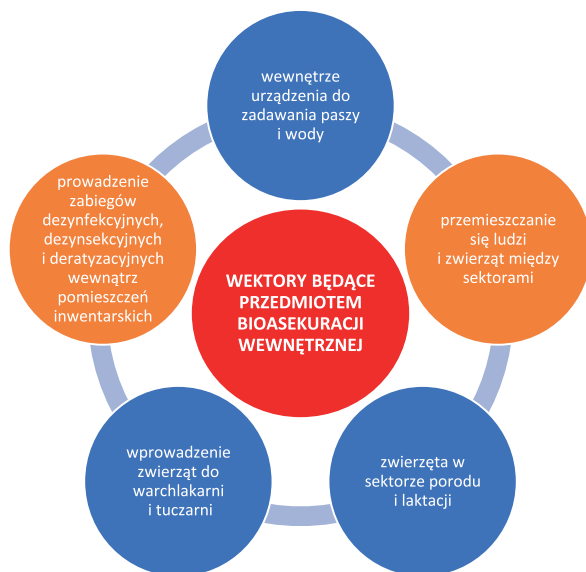 wewnętrze
urządzenia do
zadawania paszy
i wody
prowadzenie
zabiegów
dezynfekcyjnych,
dezynsekcyjnych
i deratyzacyjnych
wewnątrz
pomieszczeń
inwentarskich
przemieszczanie
się ludzi
i zwierząt między
sektorami
WEKTORY BĘDĄCE
PRZEDMIOTEM
BIOASEKURACJI
WEWNĘTRZNEJ
wprowadzenie
zwierząt do
warchlakarni
i tuczarni
zwierzęta w
sektorze porodu
i laktacji